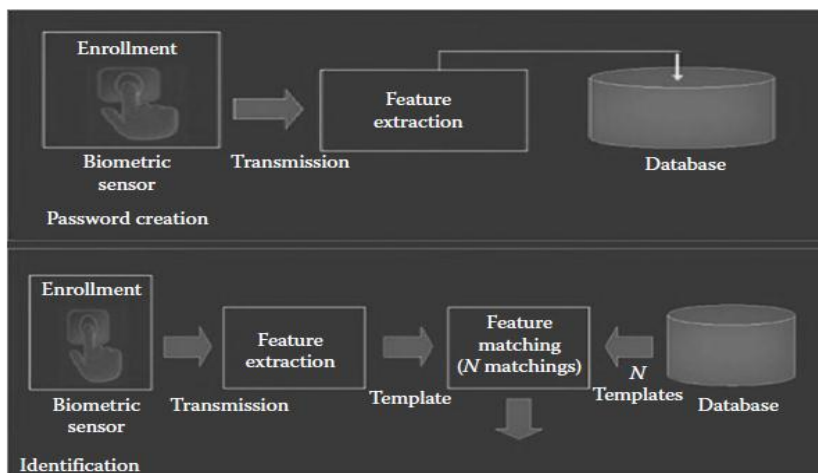 Enrollment
Feature
extraction
Biometric
sensor
Transmission
Database
Password creation
Enrollment
Feature
extraction
Feature
matching
(N matchings)
N
Templates
Biometric
sensor
Transmission
Template
Database
Identification